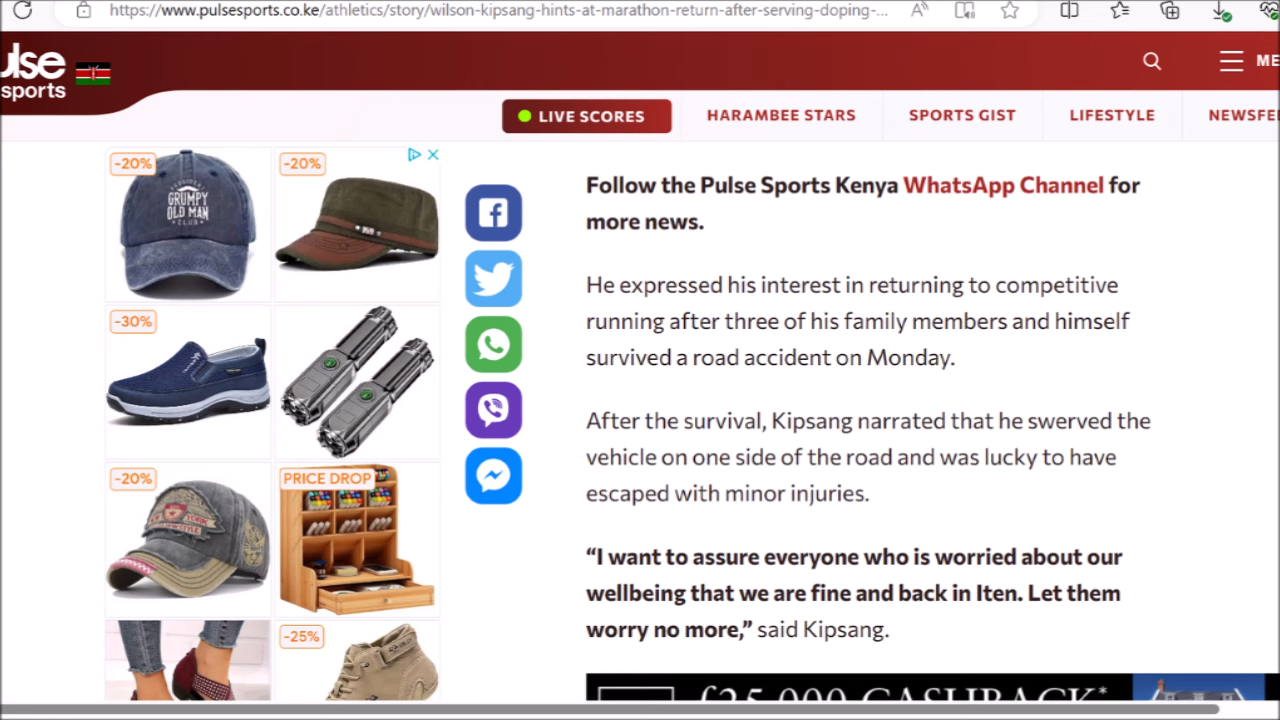 https://www.pulsesports.co.ke/athletics/story/wilson-kipsang-hints-at-marathon-return-after-serving-doping-...
lse
sports
ME
LIVE SCORES
HARAMBEE STARS
SPORTS GIST
LIFESTYLE
NEWSFE
-20%
GRUMPY
OLD MAN
CLUB
-20%
-30%
-20%
YORK
PRICE DROP
-25%
Follow the Pulse Sports Kenya WhatsApp Channel for
more news.
He expressed his interest in returning to competitive
running after three of his family members and himself
survived a road accident on Monday.
After the survival, Kipsang narrated that he swerved the
vehicle on one side of the road and was lucky to have
escaped with minor injuries.
“I want to assure everyone who is worried about our
wellbeing that we are fine and back in Iten. Let them
worry no more,” said Kipsang.
£25,000 CASHBACK*